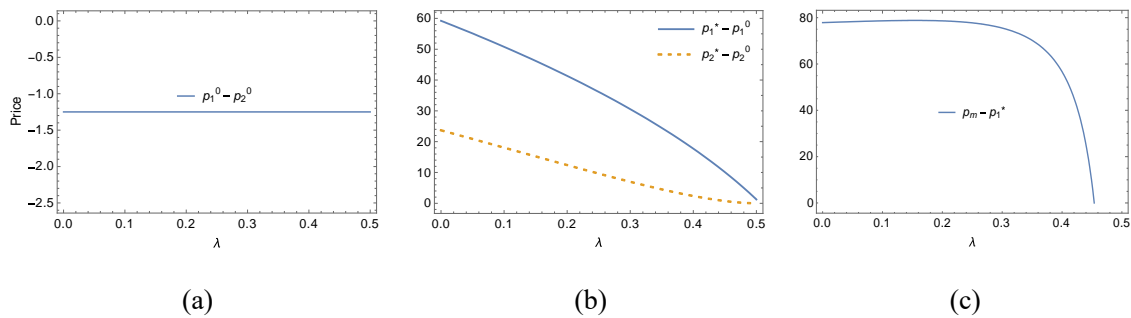 0.0
-0.5
-1.0
-1.5
-2.0
-2.5
Price
p₁⁰ – p₂⁰
0.0 0.1 0.2 0.3 0.4 0.5
λ
(a)
60
50
40
30
20
10
0
p₁* – p₁⁰
p₂* – p₂⁰
0.0 0.1 0.2 0.3 0.4 0.5
λ
(b)
80
60
40
20
0
pₘ – p₁*
0.0 0.1 0.2 0.3 0.4 0.5
λ
(c)